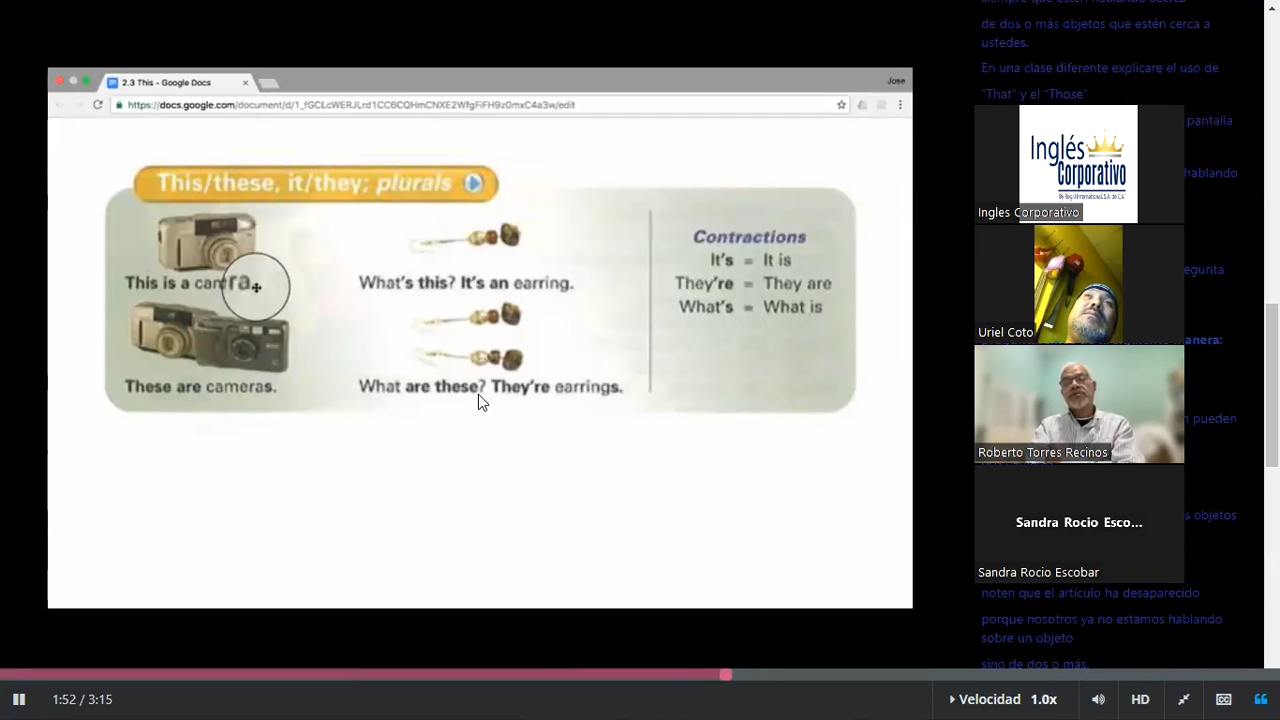 2.3 This - Google Docs
Jose
https://docs.google.com/document/d/1_fGCLcWERJLrd1CC6CQHmCNXE2WfgFiFH9z0mxC4a3w/edit
This/these, it/they; plurals
This is a camera.
These are cameras.
What's this? It's an earring.
What are these? They're earrings.
Contractions
It's = It is
They're = They are
What's = What is
de dos o más objetos que estén cerca a
ustedes.
En una clase diferente explicare el uso de
"That" y el "Those"
pantalla
hablando
manera:
pueden
objetos
noten que el artículo ha desaparecido
porque nosotros ya no estamos hablando
sobre un objeto
sino de dos o más.
Inglés
Corporativo
Ingles Corporativo
Uriel Coto
Roberto Torres Recinos
Sandra Rocio Esco...
Sandra Rocio Escobar
1:52 / 3:15
Velocidad 1.0x
HD
CC